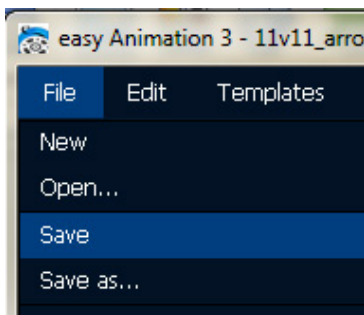 easy Animation 3 - 11v11_arro
File Edit Templates
New
Open...
Save
Save as...